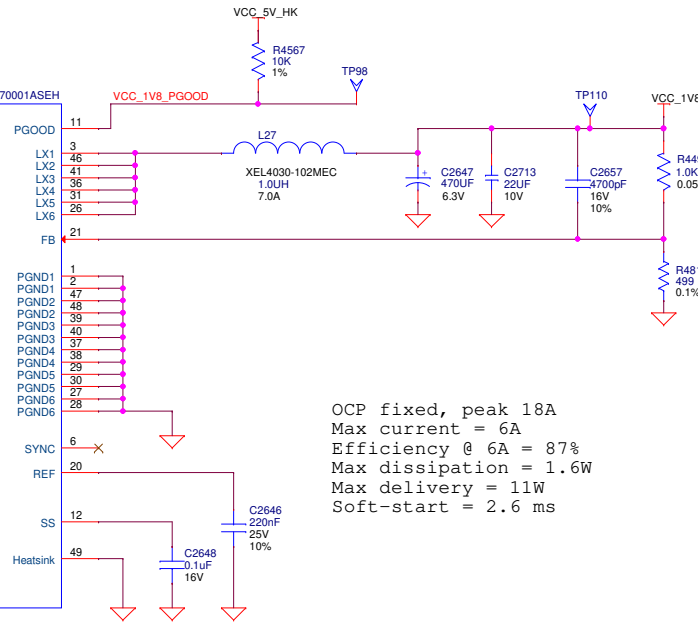 VCC_5V_HK
R4567
10K
1%
TP98
70001ASEH
VCC_1V8_PGOOD
TP110
VCC_1V8
PGOOD
11
LX1
3
LX2
46
LX3
41
LX4
36
LX5
31
LX6
26
L27
XEL4030-102MEC
1.0UH
7.0A
C2647
470UF
6.3V
C2713
22UF
10V
C2657
4700pF
16V
10%
R449
1.0K
0.05
FB
21
R481
499
0.1%
PGND1
1
PGND1
2
PGND2
47
PGND2
48
PGND3
39
PGND3
40
PGND4
37
PGND4
38
PGND5
29
PGND5
30
PGND6
27
PGND6
28
OCP fixed, peak 18A
Max current = 6A
Efficiency @ 6A = 87%
Max dissipation = 1.6W
Max delivery = 11W
Soft-start = 2.6 ms
SYNC
6
REF
20
SS
12
C2646
220nF
25V
10%
Heatsink
49
C2648
0.1uF
16V